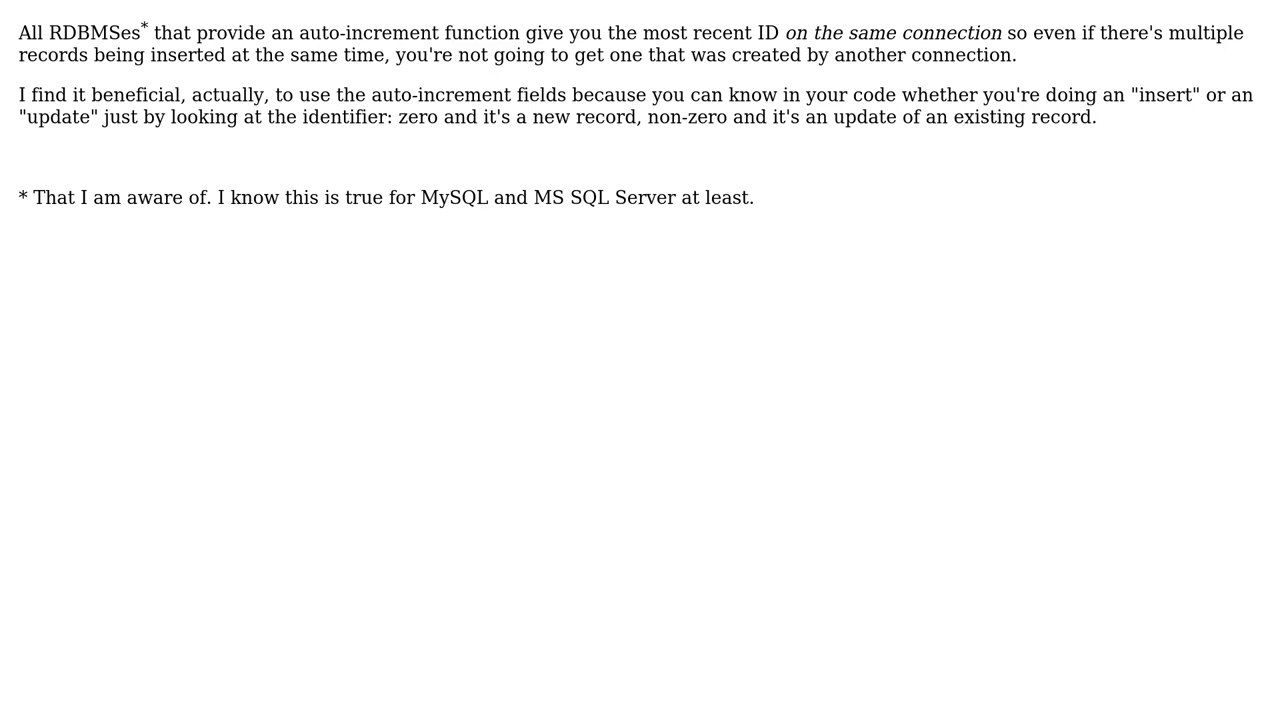 All RDBMSes* that provide an auto-increment function give you the most recent ID on the same connection so even if there's multiple
records being inserted at the same time, you're not going to get one that was created by another connection.
I find it beneficial, actually, to use the auto-increment fields because you can know in your code whether you're doing an "insert" or an
"update" just by looking at the identifier: zero and it's a new record, non-zero and it's an update of an existing record.
* That I am aware of. I know this is true for MySQL and MS SQL Server at least.